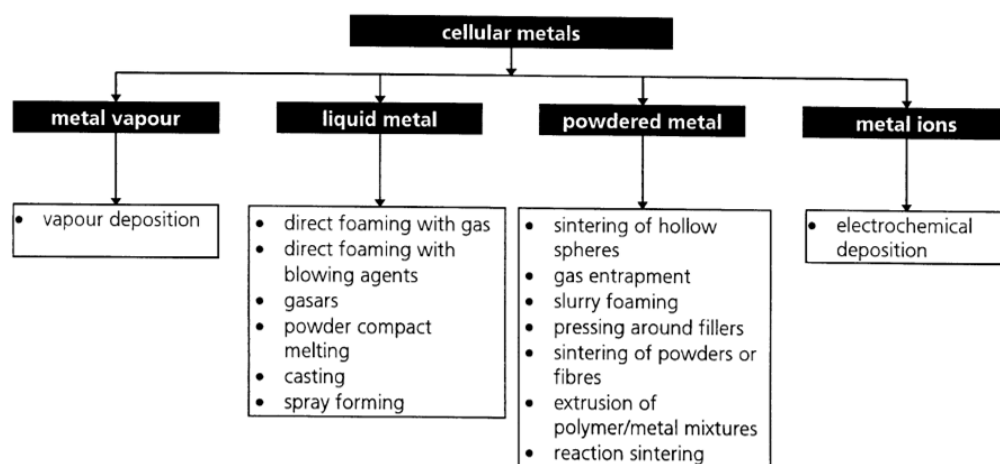 cellular metals
metal vapour
liquid metal
powdered metal
metal ions
• vapour deposition
• direct foaming with gas
• direct foaming with
blowing agents
• gasars
• powder compact
melting
• casting
• spray forming
• sintering of hollow
spheres
• gas entrapment
• slurry foaming
• pressing around fillers
• sintering of powders or
fibres
• extrusion of
polymer/metal mixtures
• reaction sintering
• electrochemical
deposition